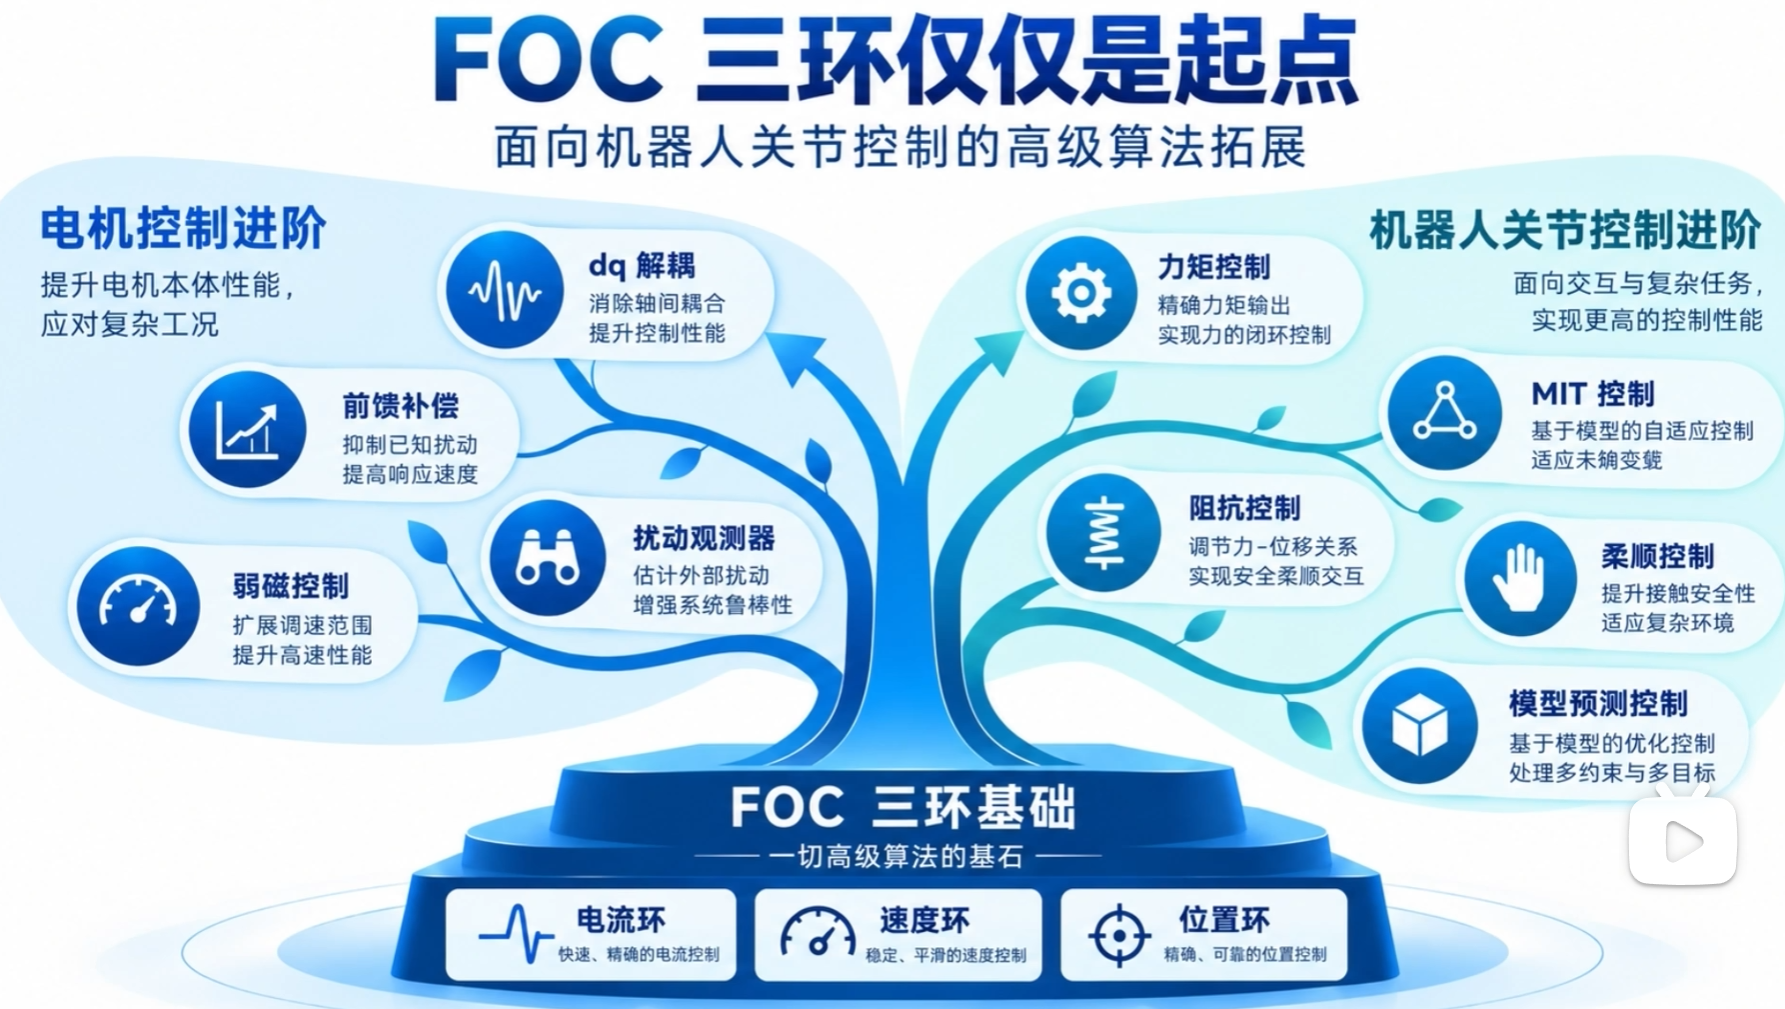 FOC 三环仅仅是起点
面向机器人关节控制的高级算法拓展
电机控制进阶
提升电机本体性能，
应对复杂工况
dq 解耦
消除轴间耦合
提升控制性能
前馈补偿
抑制已知扰动
提高响应速度
扰动观测器
估计外部扰动
增强系统鲁棒性
弱磁控制
扩展调速范围
提升高速性能
机器人关节控制进阶
面向交互与复杂任务，
实现更高的控制性能
力矩控制
精确力矩输出
实现力的闭环控制
MIT 控制
基于模型的自适应控制
适应未
阻抗控制
调节力-位移关系
实现安全柔顺交互
柔顺控制
提升接触安全性
适应复杂环境
模型预测控制
基于模型的优化控制
处理多约束与多目标
FOC 三环基础
一切高级算法的基石
电流环
快速、精确的电流控制
速度环
稳定、平滑的速度控制
位置环
精确、可靠的位置控制